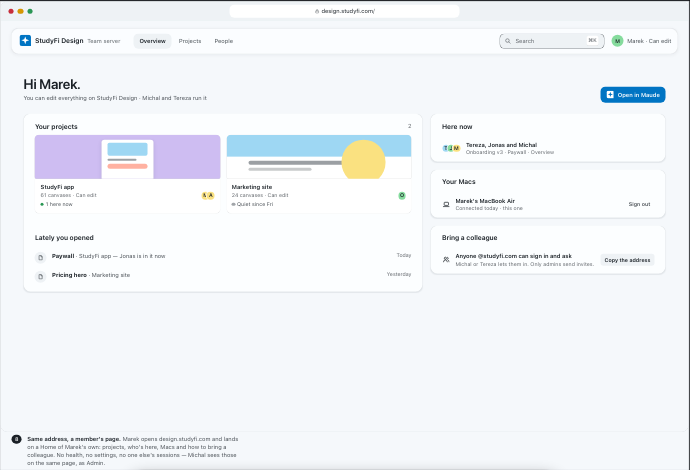 design.studyfi.com/
StudyFi Design Team server
Overview Projects People
Search ⌘K
M Marek · Can edit
Hi Marek.
You can edit everything on StudyFi Design · Michal and Tereza run it
Open in Maude
Your projects 2
StudyFi app
61 canvases · Can edit
1 here now
Marketing site
24 canvases · Can edit
Quiet since Fri
Lately you opened
Paywall · StudyFi app — Jonas is in it now Today
Pricing hero · Marketing site Yesterday
Here now
Tereza, Jonas and Michal
Onboarding v3 · Paywall · Overview
Your Macs
Marek's MacBook Air
Connected today · this one
Sign out
Bring a colleague
Anyone @studyfi.com can sign in and ask
Michal or Tereza lets them in. Only admins send invites.
Copy the address
8 Same address, a member's page. Marek opens design.studyfi.com and lands
on a Home of Marek's own: projects, who's here, Macs and how to bring a
colleague. No health, no settings, no one else's sessions — Michal sees those
on the same page, as Admin.